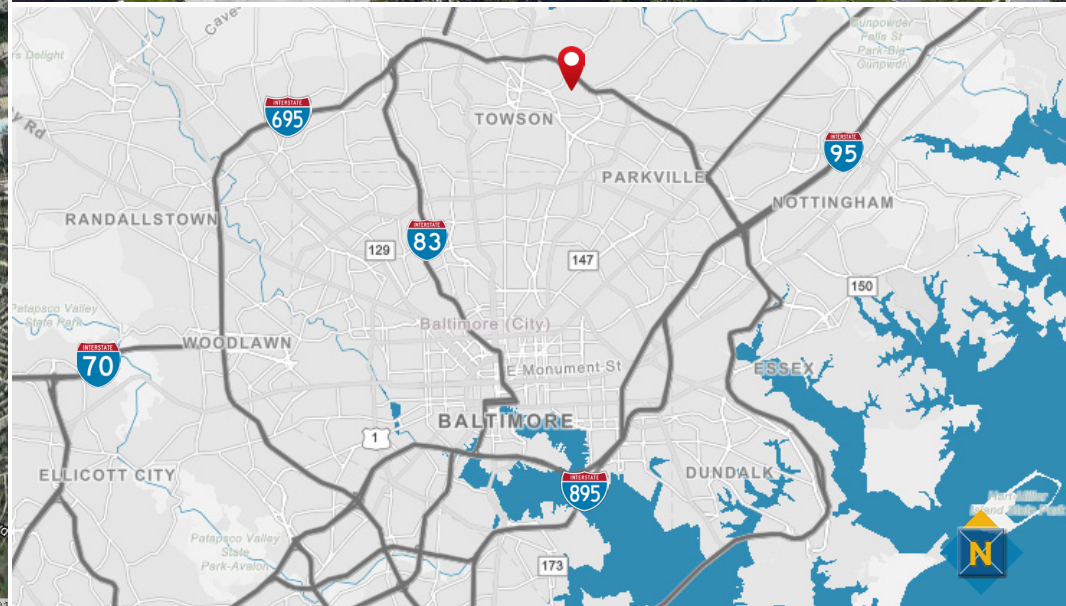 Cave
Gunpowder
Falls St
Park-Big
Gunpwdr.
rs Delight
INTERSTATE
695
TOWSON
y Rd
INTERSTATE
95
PARKVILLE
NOTTINGHAM
RANDALLSTOWN
INTERSTATE
83
129
147
150
Patapsco Valley
State Park
Baltimore (City)
WOODLAWN
INTERSTATE
70
E Monument St
ESSEX
BALTIMORE
1
ELLICOTT CITY
DUNDALK
INTERSTATE
895
Hart-Miller
Island State Park
Patapsco Valley
State
Park-Avalon
N
173